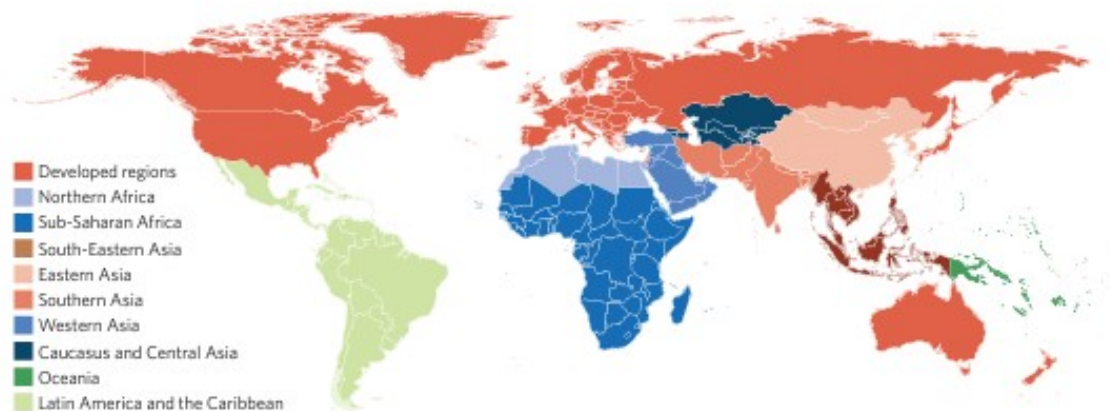 Developed regions
Northern Africa
Sub-Saharan Africa
South-Eastern Asia
Eastern Asia
Southern Asia
Western Asia
Caucasus and Central Asia
Oceania
Latin America and the Caribbean